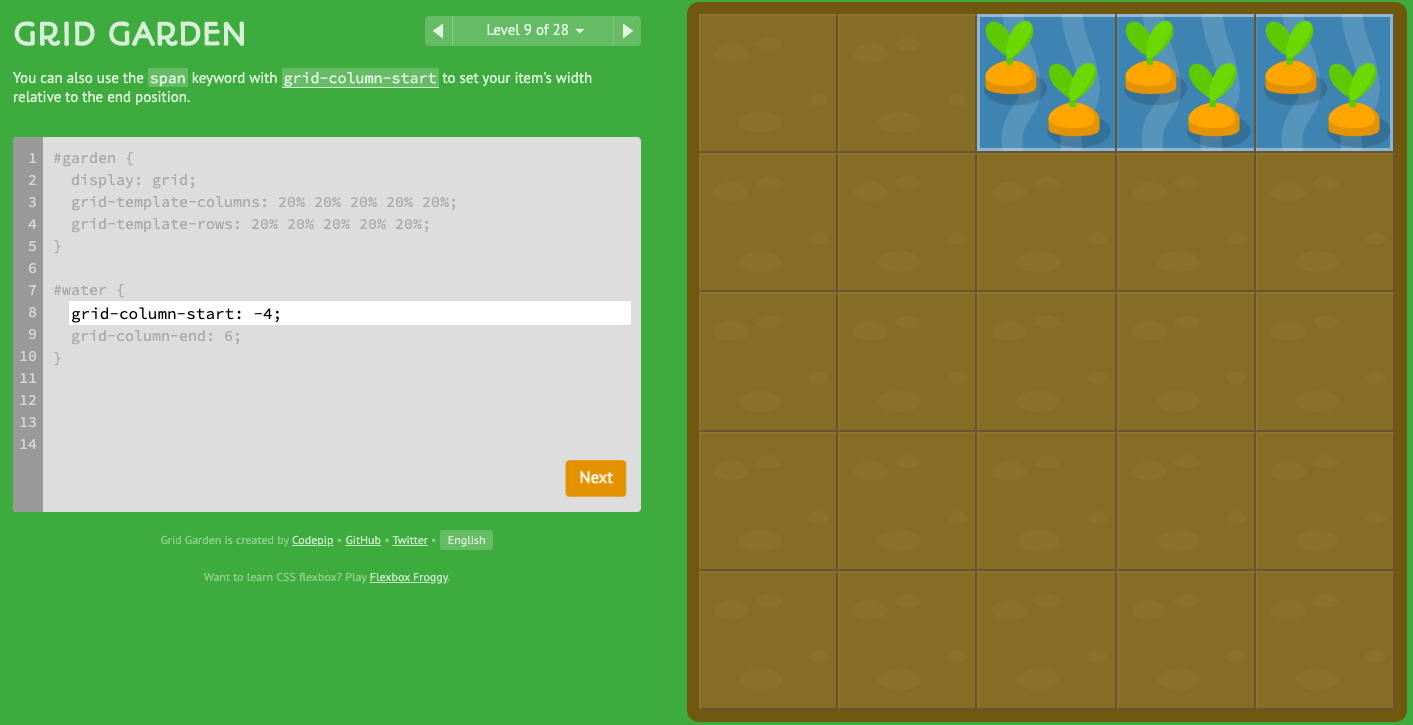 GRID GARDEN
Level 9 of 28
You can also use the span keyword with grid-column-start to set your item's width
relative to the end position.
1 #garden {
2 display: grid;
3 grid-template-columns: 20% 20% 20% 20% 20%;
4 grid-template-rows: 20% 20% 20% 20% 20%;
5 }
6
7 #water {
8 grid-column-start: -4;
9 grid-column-end: 6;
10 }
11
12
13
14
Next
Grid Garden is created by Codepip • GitHub • Twitter • English
Want to learn CSS flexbox? Play Flexbox Froggy.